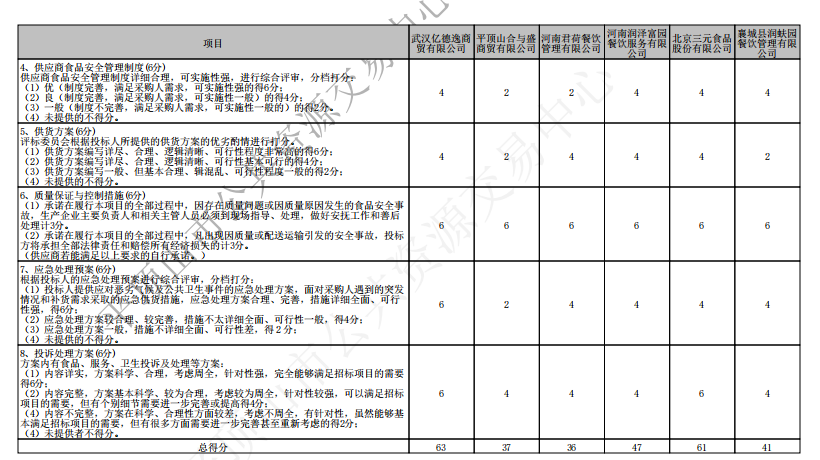 项目
武汉亿德逸商
贸有限公司
平顶山合与盛
商贸有限公司
河南君荷餐饮
管理有限公司
河南润泽富园
餐饮服务有限
公司
北京三元食品
股份有限公司
襄城县润蚨园
餐饮管理有限
公司
4、供应商食品安全管理制度(6分)
供应商食品安全管理制度详细合理，可实施性强，进行综合评审，分档打分。
（1）优（制度完善，满足采购人需求，可实施性强的得6分；
（2）良（制度完善，满足采购人需求，可实施性一般）的得4分；
（3）一般（制度不完善，满足采购人需求，可实施性一般的）的得2分。
（4）未提供的不得分。
4 2 2 4 4 4
5、供货方案(6分)
评标委员会根据投标人所提供的供货方案的优劣酌情进行打分。
（1）供货方案编写详尽、合理、逻辑清晰、可行性程度非常高的得6分；
（2）供货方案编写详尽、合理、逻辑清晰、可行性基案可行的得4分；
（3）供货方案编写一般、但基本合理、辑混乱、可行性程度一般的得2分；
（4）未提供的不得分。
4 2 4 4 4 2
6、质量保证与控制措施(6分)
（1）承诺在履行本项目的全部过程中，因存在质量问题或因质量原因发生的食品安全事
故，生产企业主要负责人和相关主管人员必须到现场指导、处理，做好安抚工作和善后
处理计3分。
（2）承诺在履行本项目的全部过程中，凡出现因质量或配送运输引发的安全事故，投标
方将承担全部法律责任和赔偿所有经济损失的计3分。
（供应商若能满足以上要求的自行承诺。）
6 6 6 6 6 6
7、应急处理预案(6分)
根据投标人的应急处理预案进行综合评审，分档打分：
（1）投标人提供应对恶劣气候及公共卫生事件的应急处理方案，面对采购人遇到的突发
情况和补货需求采取的应急供货措施，应急处理方案合理、完善，措施详细全面、可行
性强，得6分；
（2）应急处理方案较合理、较完善，措施不太详细全面、可行性一般，得4分；
（3）应急处理方案一般，措施不详细全面、可行性差，得２分；
（4）未提供的不得分。
6 2 4 4 4 4
8、投诉处理方案(6分)
方案内有食品、服务、卫生投诉及处理等方案：
（1）内容详实，方案科学、合理，考虑周全，针对性强，完全能够满足招标项目的需要
得6分；
（2）内容完整，方案基本科学、较为合理，考虑较为周全，针对性较强，可以满足招标
项目的需要，但有个别细节需要进一步完善或提高得4分；
（4）内容不完整，方案在科学、合理性方面较差，考虑不周全，有针对性，虽然能够基
本满足招标项目的需要，但有很多方面需要进一步完善甚至重新考虑的得2分；
（4）未提供者不得分。
6 4 4 4 6 4
总得分 63 37 36 47 61 41
平顶山市公共资源交易中心
平顶山市公共资源交易中心